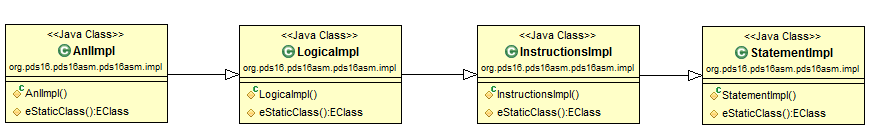 <<Java Class>>
AnlImpl
org.pds16.pds16asm.pds16asm.impl
AnlImpl()
eStaticClass():EClass
<<Java Class>>
LogicaImpl
org.pds16.pds16asm.pds16asm.impl
LogicaImpl()
eStaticClass():EClass
<<Java Class>>
InstructionsImpl
org.pds16.pds16asm.pds16asm.impl
InstructionsImpl()
eStaticClass():EClass
<<Java Class>>
StatementImpl
org.pds16.pds16asm.pds16asm.impl
StatementImpl()
eStaticClass():EClass